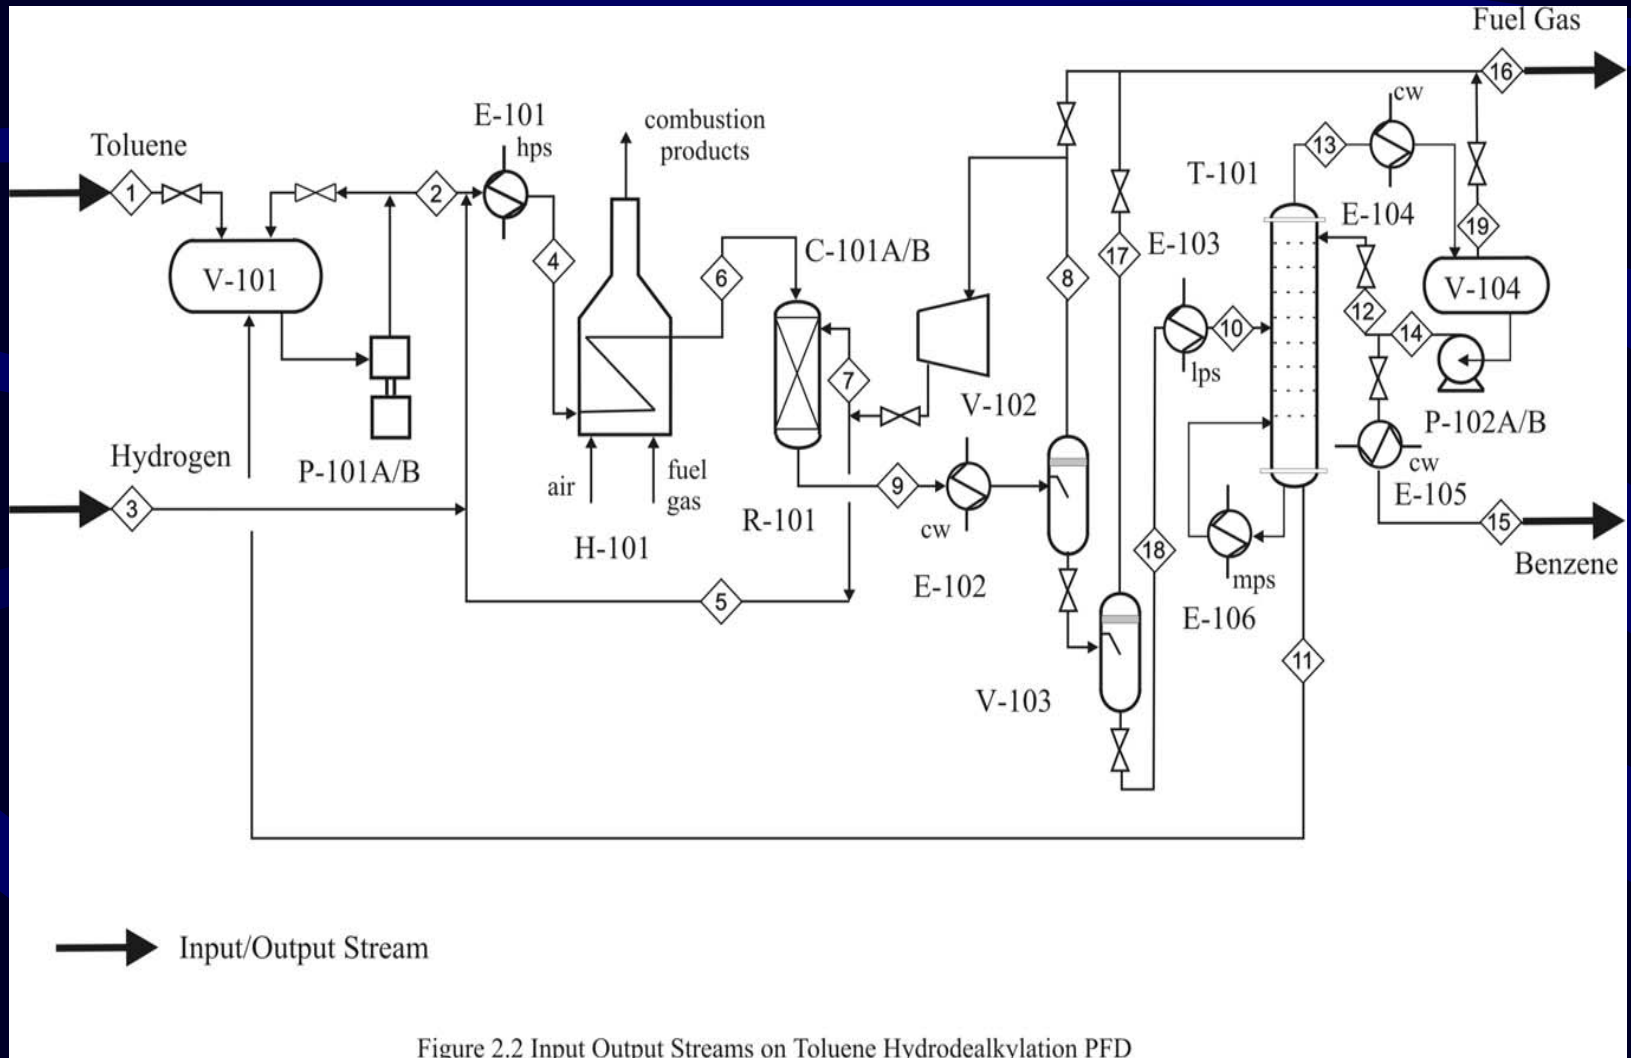 Fuel Gas
16
cw
E-101
hps
combustion
products
Toluene
13
T-101
1
2
E-104
19
4
C-101A/B
17
E-103
V-101
6
8
V-104
12
10
14
lps
7
V-102
P-102A/B
Hydrogen
P-101A/B
air
fuel
gas
9
cw
E-105
3
R-101
cw
15
H-101
18
Benzene
E-102
mps
5
E-106
11
V-103
Input/Output Stream
Figure 2.2 Input Output Streams on Toluene Hydrodealkylation PFD